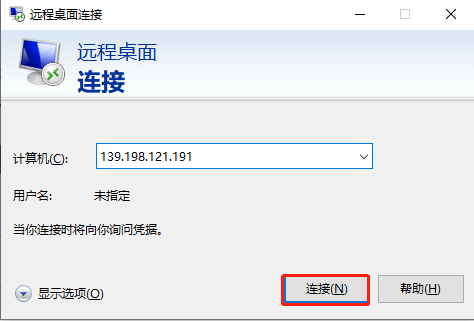 远程桌面连接
远程桌面
连接
计算机(C):
139.198.121.191
用户名:
未指定
当你连接时将向你询问凭据。
显示选项(O)
连接(N)
帮助(H)